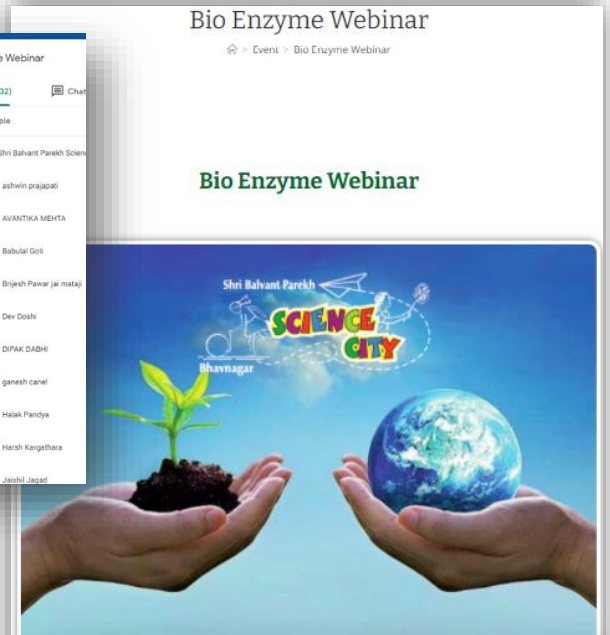 Bio Enzyme Webinar
> Event > Bio Enzyme Webinar
Bio Enzyme Webinar
Webinar
32)
Chat
Shri Balvant Parekh
ashwin prajapati
AVANTIKA MEHTA
Babulal Goti
Brijesh Pawar jai mataji
Dev Doshi
DIPAK DABHI
ganesh canel
Halak Pandya
Harsh Kargathara
Jaishil Jagad
Shri Balvant Parekh
SCIENCE
CITY
Bhavnagar